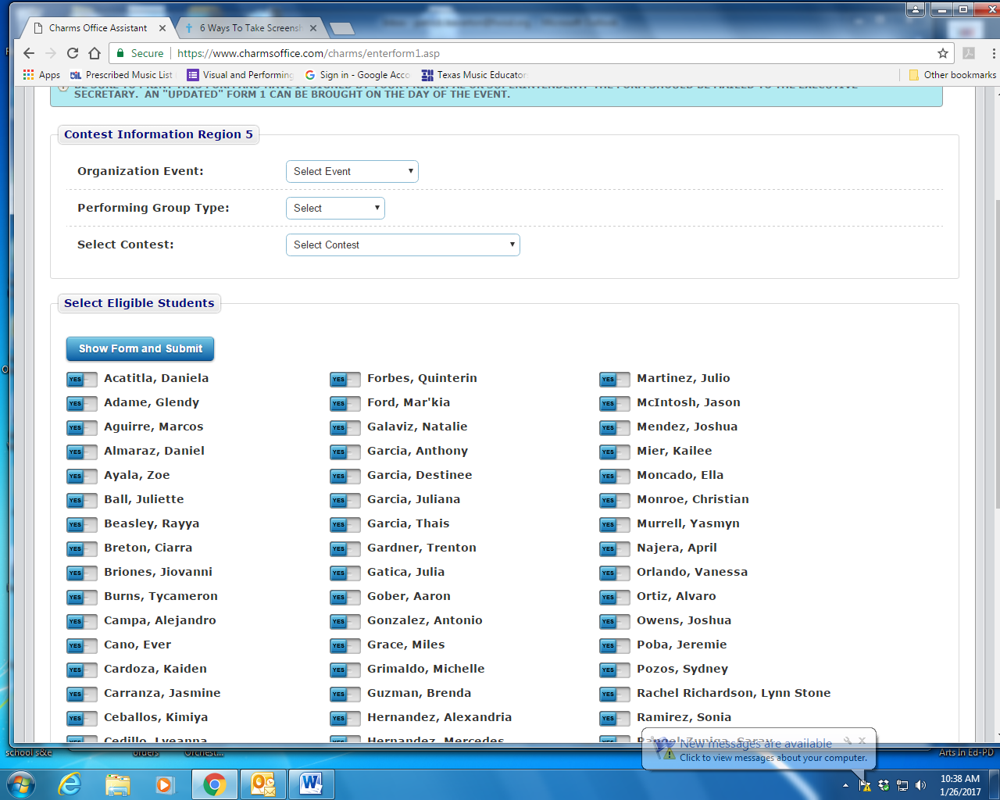 Charms Office Assistant
6 Ways To Take Screensh
Secure https://www.charmsoffice.com/charms/enterform1.asp
Apps Prescribed Music List Visual and Performing Sign in - Google Acco Texas Music Educator Other bookmarks
SECRETARY. AN "UPDATED" FORM 1 CAN BE BROUGHT ON THE DAY OF THE EVENT.
Contest Information Region 5
Organization Event: Select Event
Performing Group Type: Select
Select Contest: Select Contest
Select Eligible Students
Show Form and Submit
YES Acatitla, Daniela YES Forbes, Quinterin YES Martinez, Julio
YES Adame, Glendy YES Ford, Mar'kia YES McIntosh, Jason
YES Aguirre, Marcos YES Galaviz, Natalie YES Mendez, Joshua
YES Almaraz, Daniel YES Garcia, Anthony YES Mier, Kailee
YES Ayala, Zoe YES Garcia, Destinee YES Moncado, Ella
YES Ball, Juliette YES Garcia, Juliana YES Monroe, Christian
YES Beasley, Rayya YES Garcia, Thais YES Murrell, Yasmyn
YES Breton, Ciarra YES Gardner, Trenton YES Najera, April
YES Briones, Jiovanni YES Gatica, Julia YES Orlando, Vanessa
YES Burns, Tycameron YES Gober, Aaron YES Ortiz, Alvaro
YES Campa, Alejandro YES Gonzalez, Antonio YES Owens, Joshua
YES Cano, Ever YES Grace, Miles YES Poba, Jeremie
YES Cardoza, Kaiden YES Grimaldo, Michelle YES Pozos, Sydney
YES Carranza, Jasmine YES Guzman, Brenda YES Rachel Richardson, Lynn Stone
YES Ceballos, Kimiya YES Hernandez, Alexandria YES Ramirez, Sonia
Cedillo, Lyeanna Hernandez, Mercedes
New messages are available
Click to view messages about your computer.
school s&e orders Orchest... Arts In Ed-PD
10:38 AM
1/26/2017